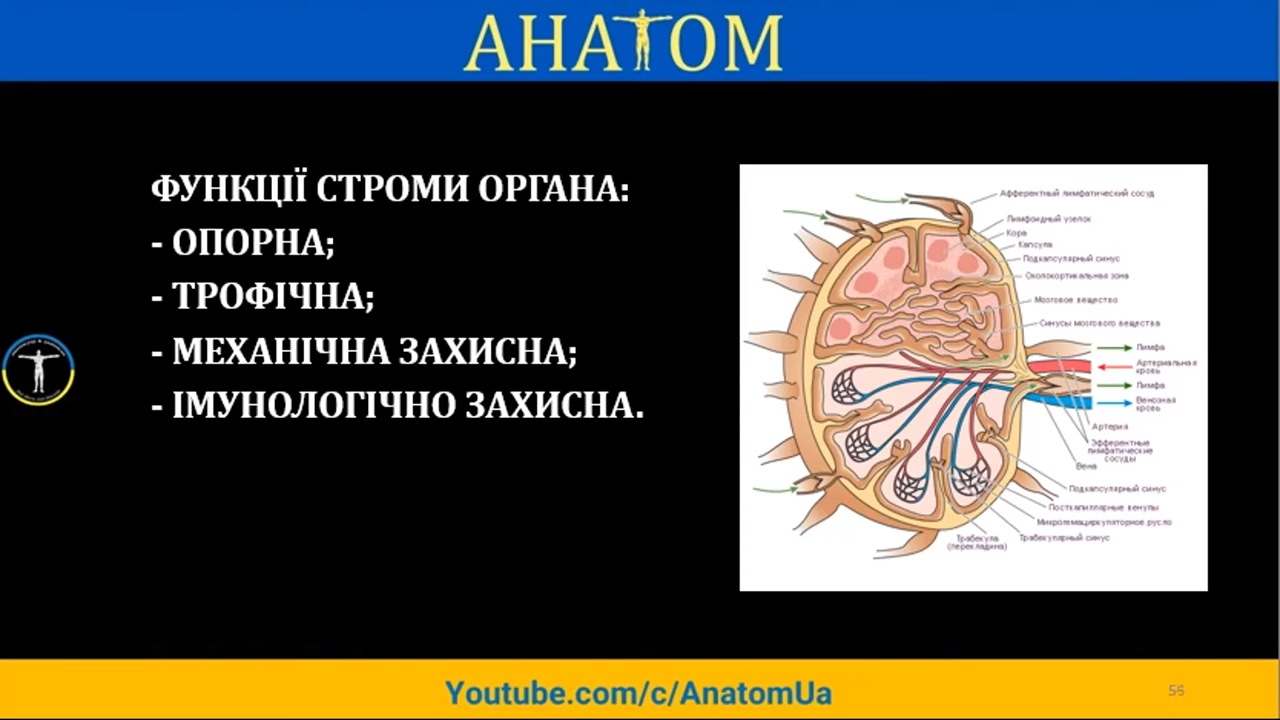 АНАТОМ
ФУНКЦІЇ СТРОМИ ОРГАНА:
- ОПОРНА;
- ТРОФІЧНА;
- МЕХАНІЧНА ЗАХИСНА;
- ІМУНОЛОГІЧНО ЗАХИСНА.
Афферентный лимфатический сосуд
Лимфоидный узелок
Кора
Капсула
Подкапсулярный синус
Околокортикальная зона
Мозговое вещество
Синусы мозгового вещества
Лимфа
Артериальная
кровь
Лимфа
Венозная
кровь
Артерия
Эфферентные
лимфатические
сосуды
Вена
Подкапсулярный синус
Посткапиллярные венулы
Микрогемациркуляторное русло
Трабекулярный синус
Трабекула
(перекладина)
Youtube.com/c/AnatomUa